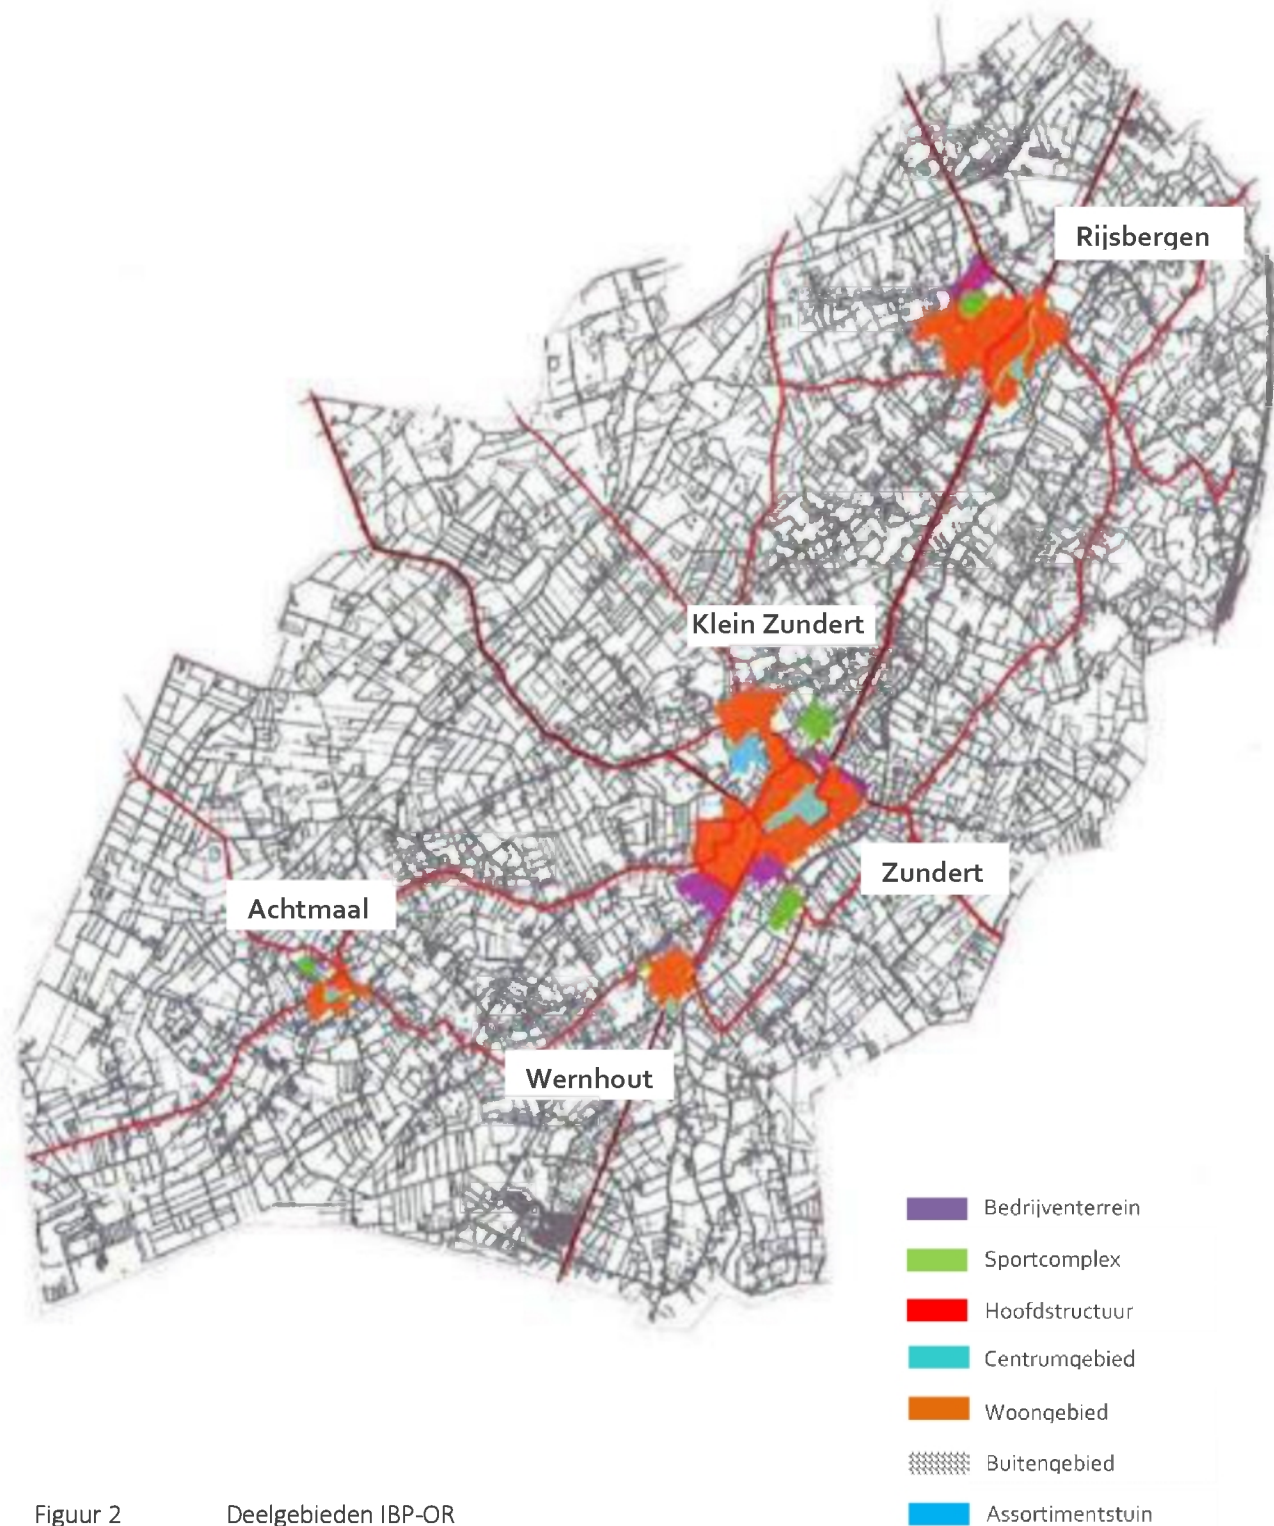 Rijsbergen
Klein Zundert
Zundert
Achtmaal
Wernhout
Bedrijventerrein
Sportcomplex
Hoofdstructuur
Centrumgebied
Woongebied
Buitengebied
Assortimentstuin
Figuur 2 Deelgebieden IBP-OR